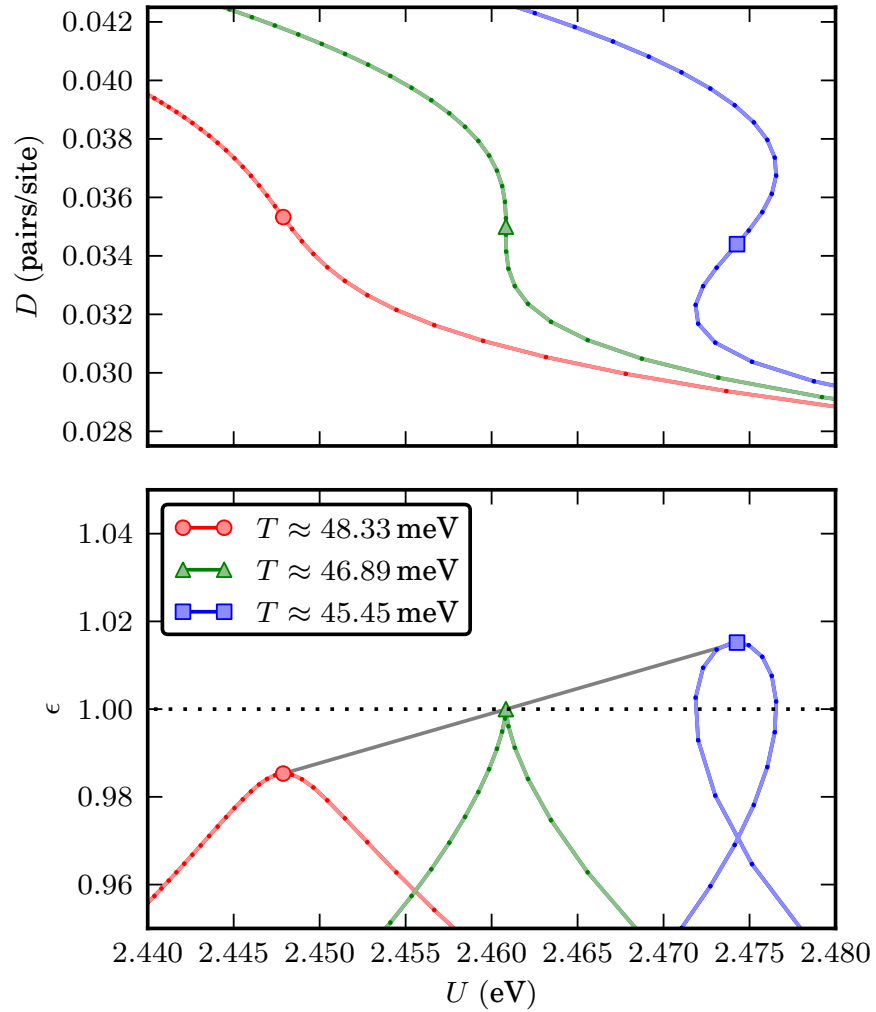 0.042
0.040
0.038
0.036
0.034
0.032
0.030
0.028
D (pairs/site)
1.04
1.02
1.00
0.98
0.96
ϵ
T ≈ 48.33 meV
T ≈ 46.89 meV
T ≈ 45.45 meV
2.440 2.445 2.450 2.455 2.460 2.465 2.470 2.475 2.480
U (eV)